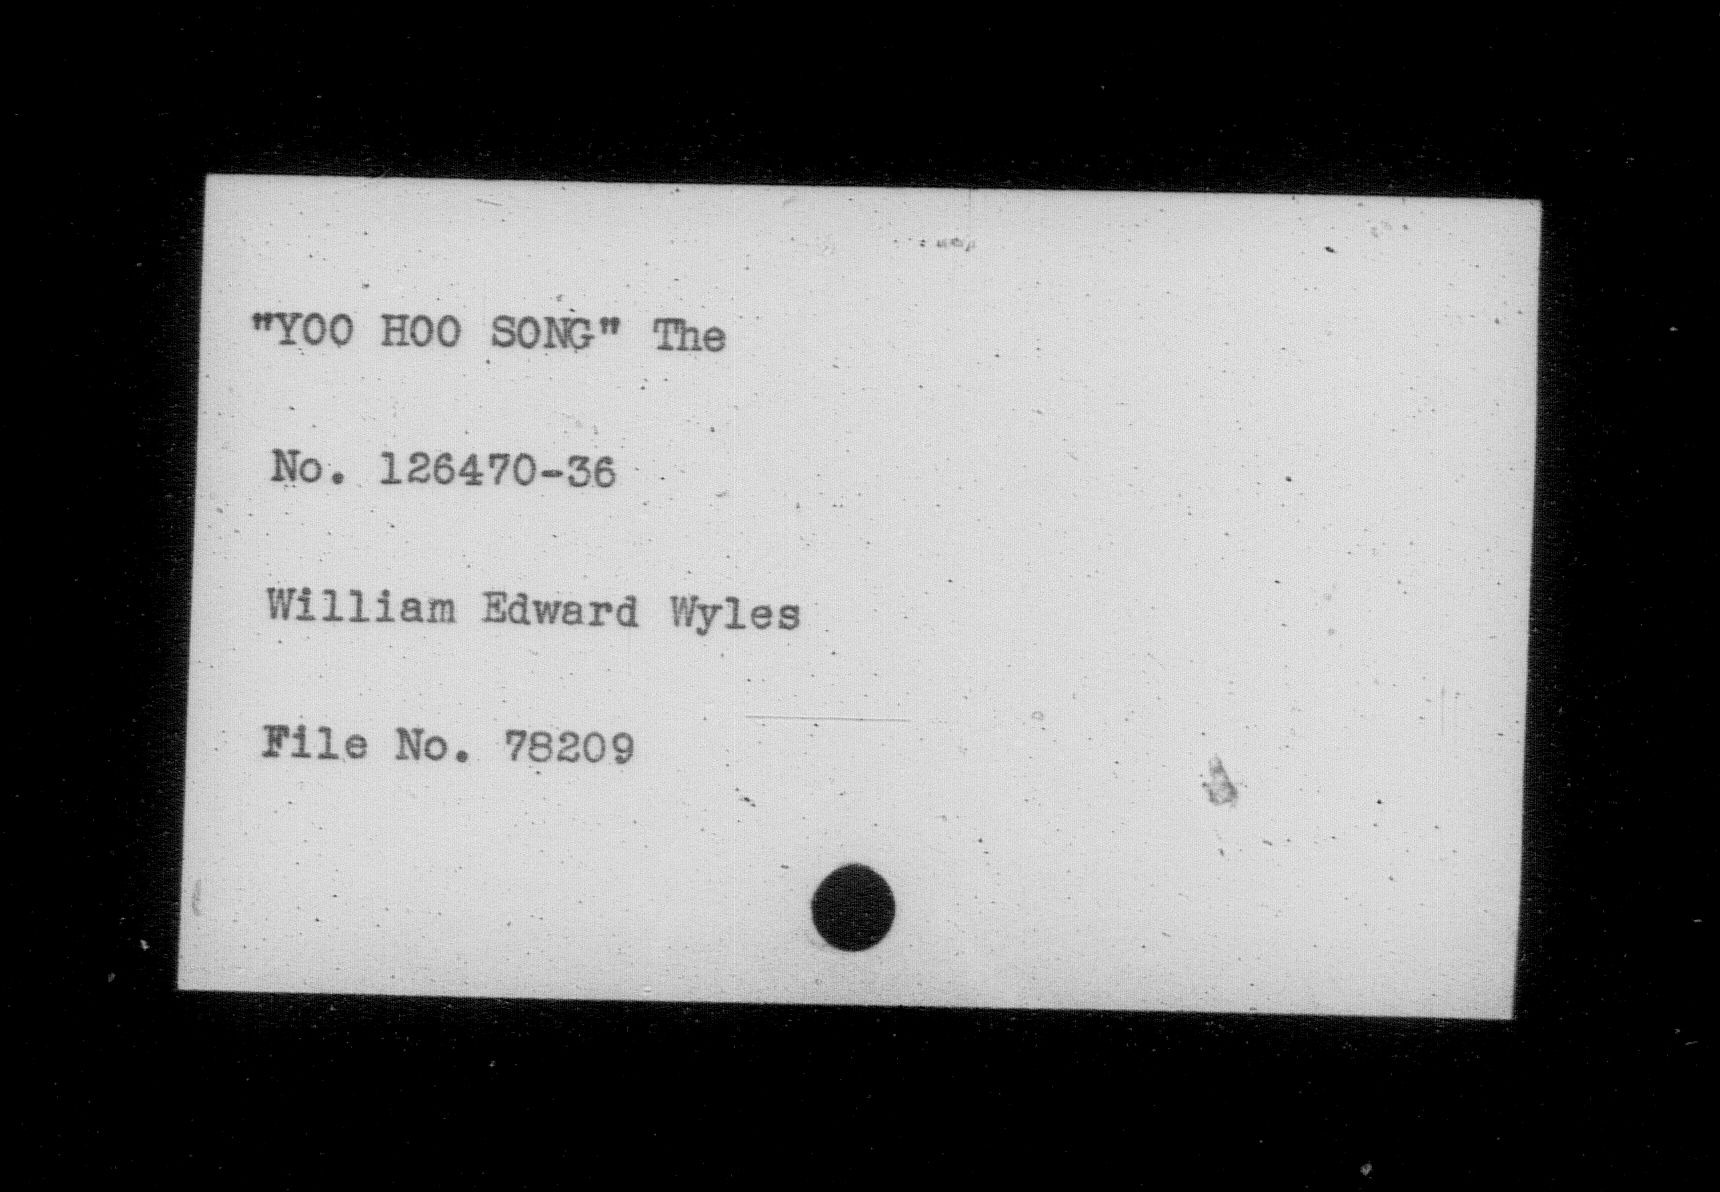 "YOO HOO SONG" The
No. 126470-36
William Edward Wyles
File No. 78209